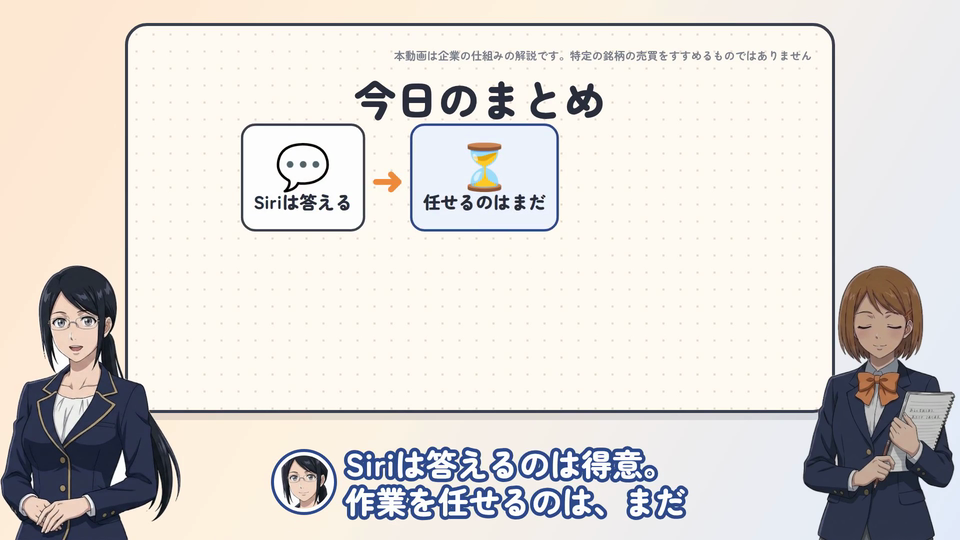 本動画は企業の仕組みの解説です。特定の銘柄の売買をすすめるものではありません
今日のまとめ
Siriは答える
任せるのはまだ
Siriは答えるのは得意。
作業を任せるのは、まだ